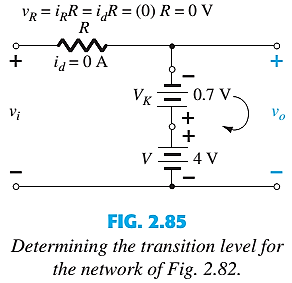 v_R = i_R R = i_d R = (0) R = 0 V
R
+ i_d = 0 A − +
V_K 0.7 V
v_i + v_o
+
V 4 V
− − −
FIG. 2.85
Determining the transition level for
the network of Fig. 2.82.